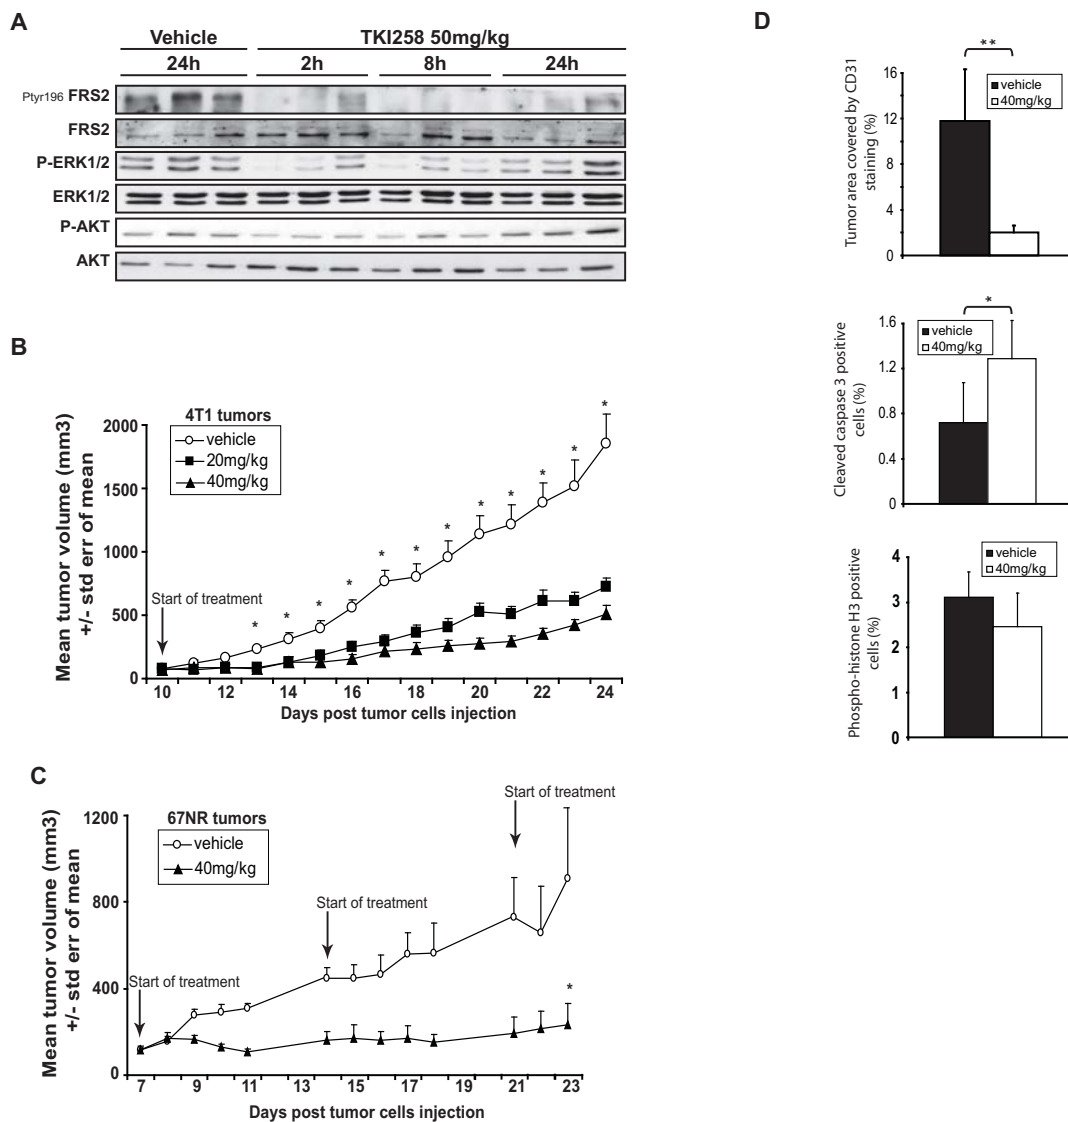 A
Vehicle
TKI258 50mg/kg
24h
2h
8h
24h
Ptyr196 FRS2
FRS2
P-ERK1/2
ERK1/2
P-AKT
AKT
B
4T1 tumors
vehicle
20mg/kg
40mg/kg
Mean tumor volume (mm3)
+/- std err of mean
2000
1500
1000
500
0
Start of treatment
* * * * * * * * * * * *
10 12 14 16 18 20 22 24
Days post tumor cells injection
C
67NR tumors
vehicle
40mg/kg
Mean tumor volume (mm3)
+/- std err of mean
1200
800
400
0
Start of treatment
Start of treatment
Start of treatment
*
7 9 11 13 15 17 19 21 23
Days post tumor cells injection
D
**
vehicle
40mg/kg
Tumor area covered by CD31
staining (%)
16
12
8
4
0
*
vehicle
40mg/kg
Cleaved caspase 3 positive
cells (%)
1.6
1.2
0.8
0.4
0
vehicle
40mg/kg
Phospho-histone H3 positive
cells (%)
4
3
2
1
0